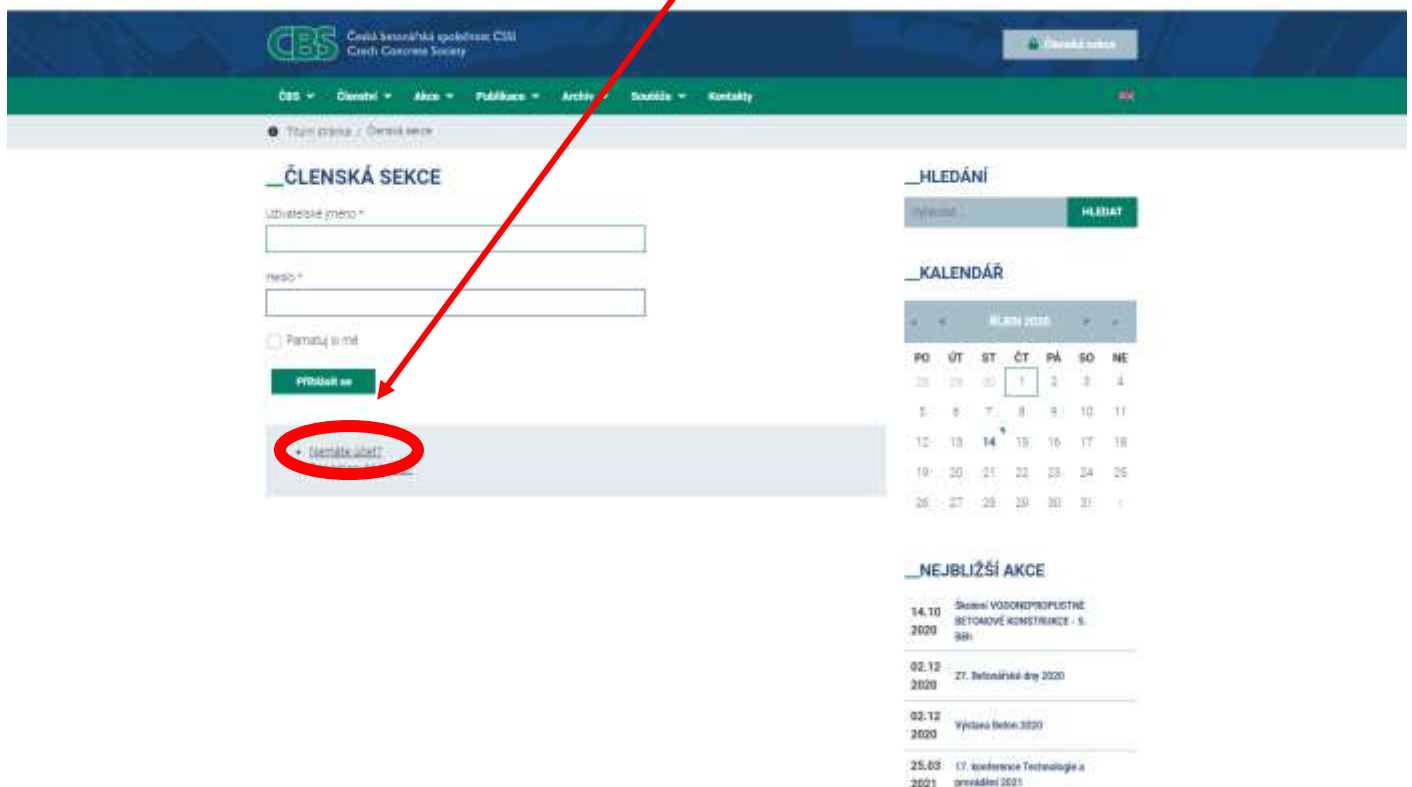 ČBS Česká betonářská společnost ČSSI
Czech Concrete Society
Členská sekce
ČBS Členství Akce Publikace Archiv Soutěže Kontakty
Titulní stránka / Členská sekce
__ČLENSKÁ SEKCE
Uživatelské jméno *
Heslo *
Pamatuj si mě
Přihlásit se
• Nemáte účet?
__HLEDÁNÍ
HLEDAT
__KALENDÁŘ
« < ŘÍJEN 2020 > »
PO ÚT ST ČT PÁ SO NE
28 29 30 1 2 3 4
5 6 7 8 9 10 11
12 13 14 15 16 17 18
19 20 21 22 23 24 25
26 27 28 29 30 31 1
__NEJBLIŽŠÍ AKCE
14.10 2020
Školení VODONEPROPUSTNÉ
BETONOVÉ KONSTRUKCE - 5.
02.12 2020
27. Betonářské dny 2020
02.12 2020
Výstava Beton 2020
25.03 2021
17. konference Technologie a
provádění 2021